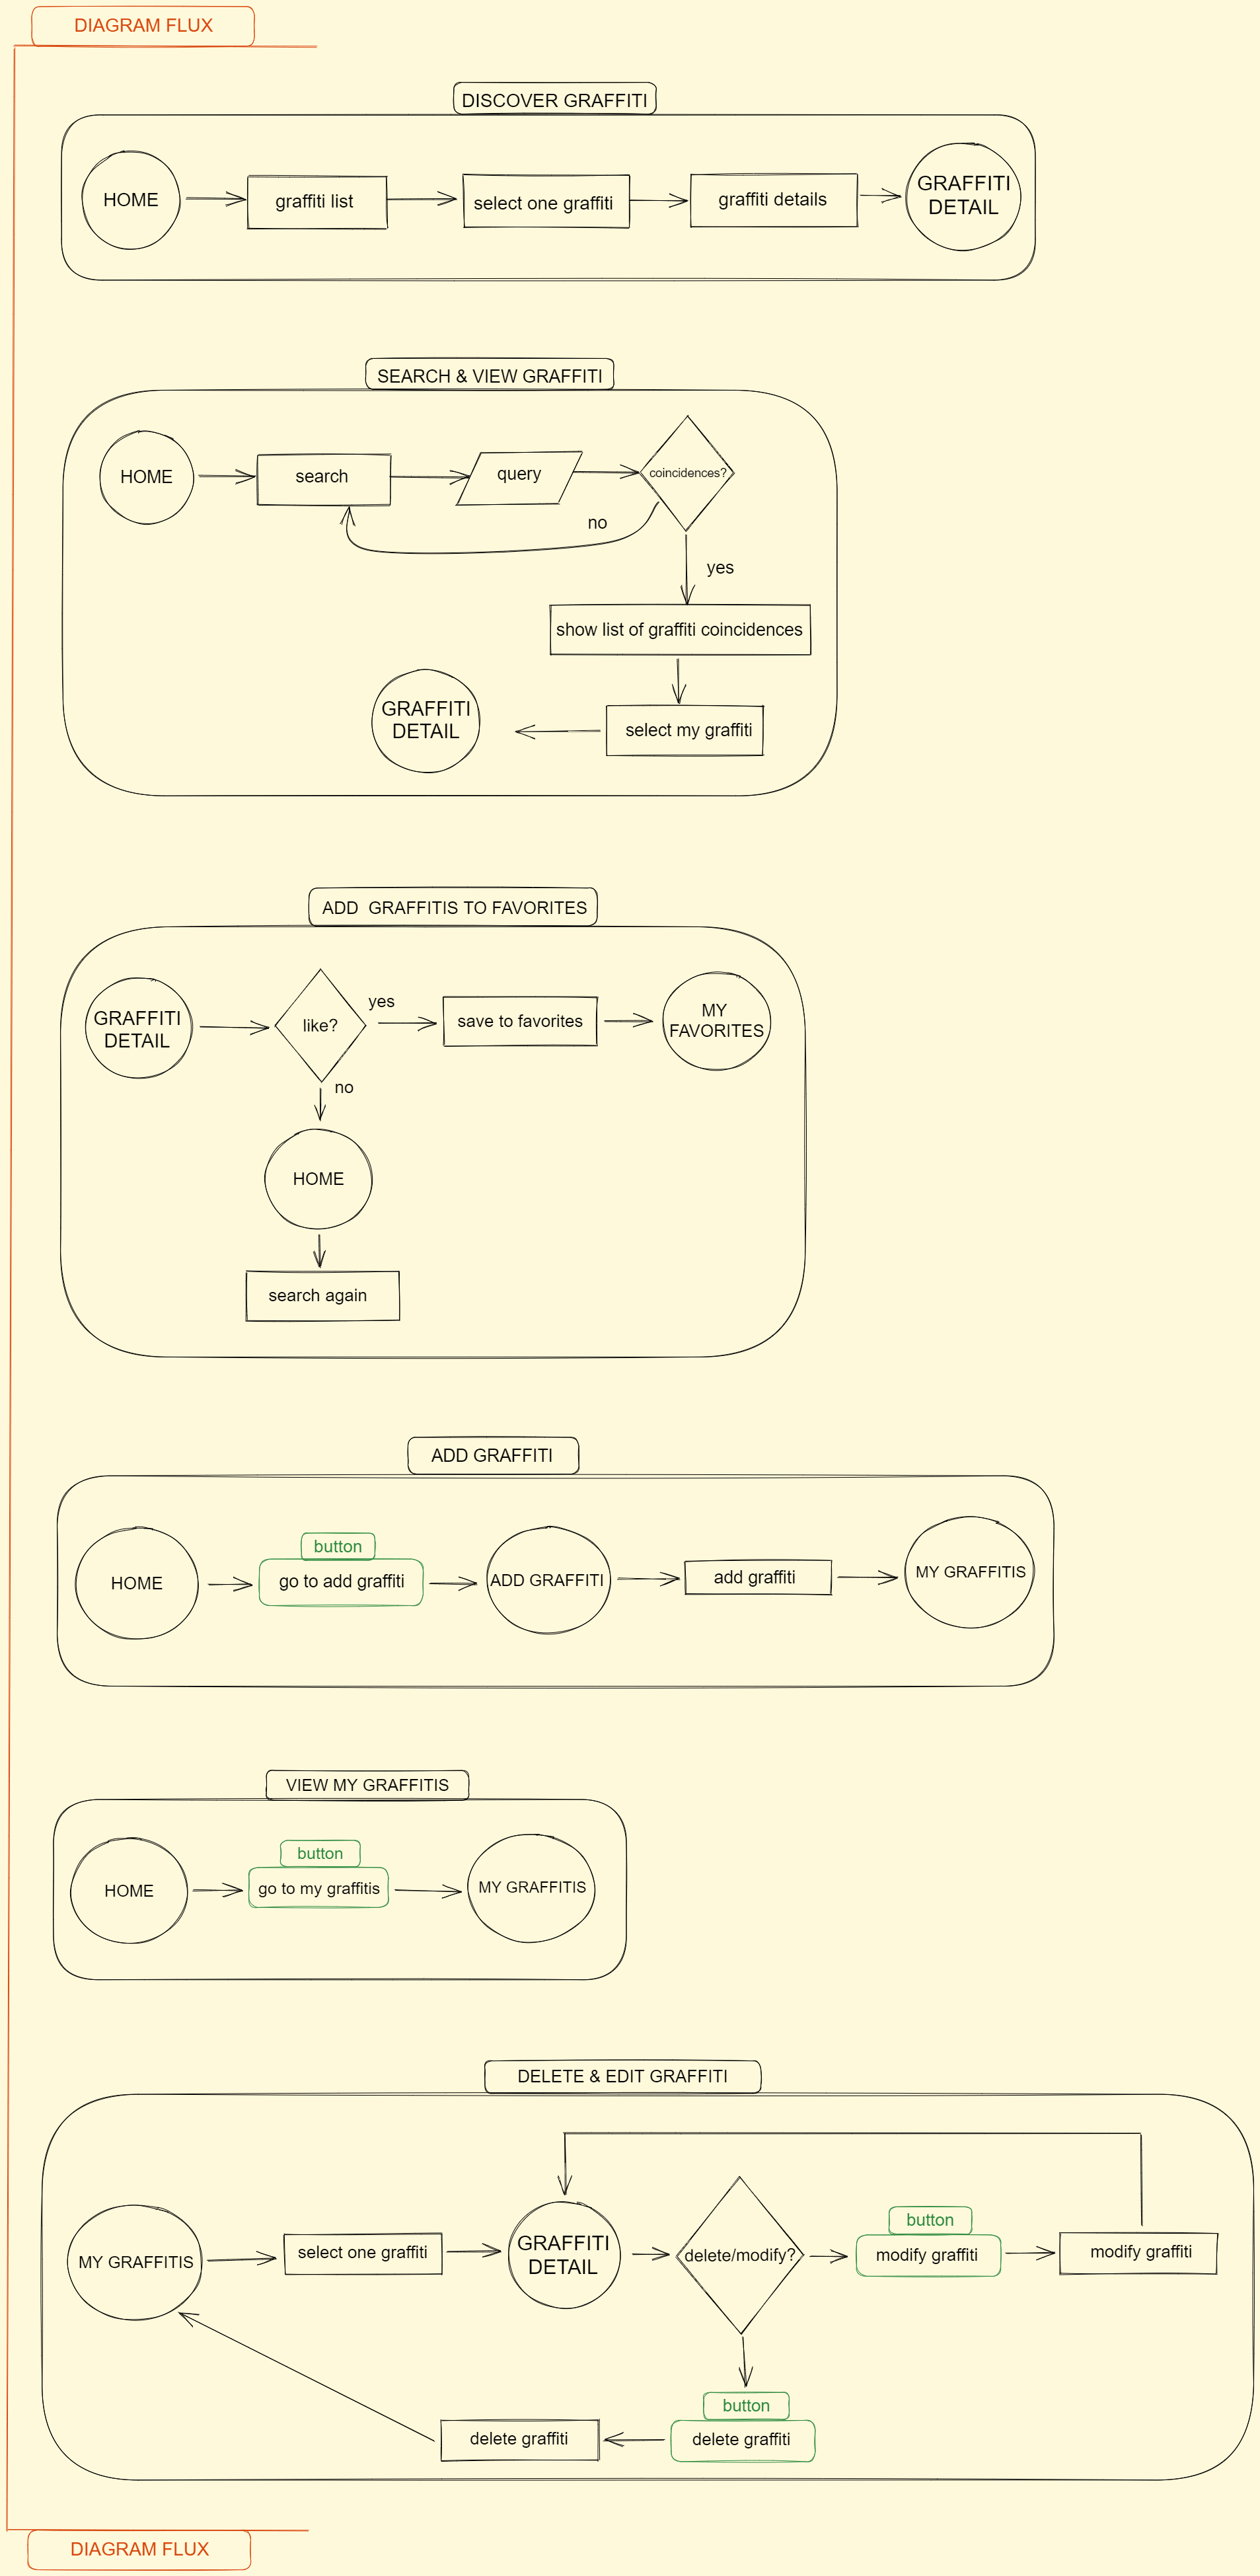 DIAGRAM FLUX
DISCOVER GRAFFITI
HOME
graffiti list
select one graffiti
graffiti details
GRAFFITI
DETAIL
SEARCH & VIEW GRAFFITI
HOME
search
query
coincidences?
no
yes
show list of graffiti coincidences
select my graffiti
GRAFFITI
DETAIL
ADD GRAFFITIS TO FAVORITES
GRAFFITI
DETAIL
like?
yes
save to favorites
MY
FAVORITES
no
HOME
search again
ADD GRAFFITI
HOME
button
go to add graffiti
ADD GRAFFITI
add graffiti
MY GRAFFITIS
VIEW MY GRAFFITIS
HOME
button
go to my graffitis
MY GRAFFITIS
DELETE & EDIT GRAFFITI
MY GRAFFITIS
select one graffiti
GRAFFITI
DETAIL
delete/modify?
button
modify graffiti
modify graffiti
button
delete graffiti
delete graffiti
DIAGRAM FLUX